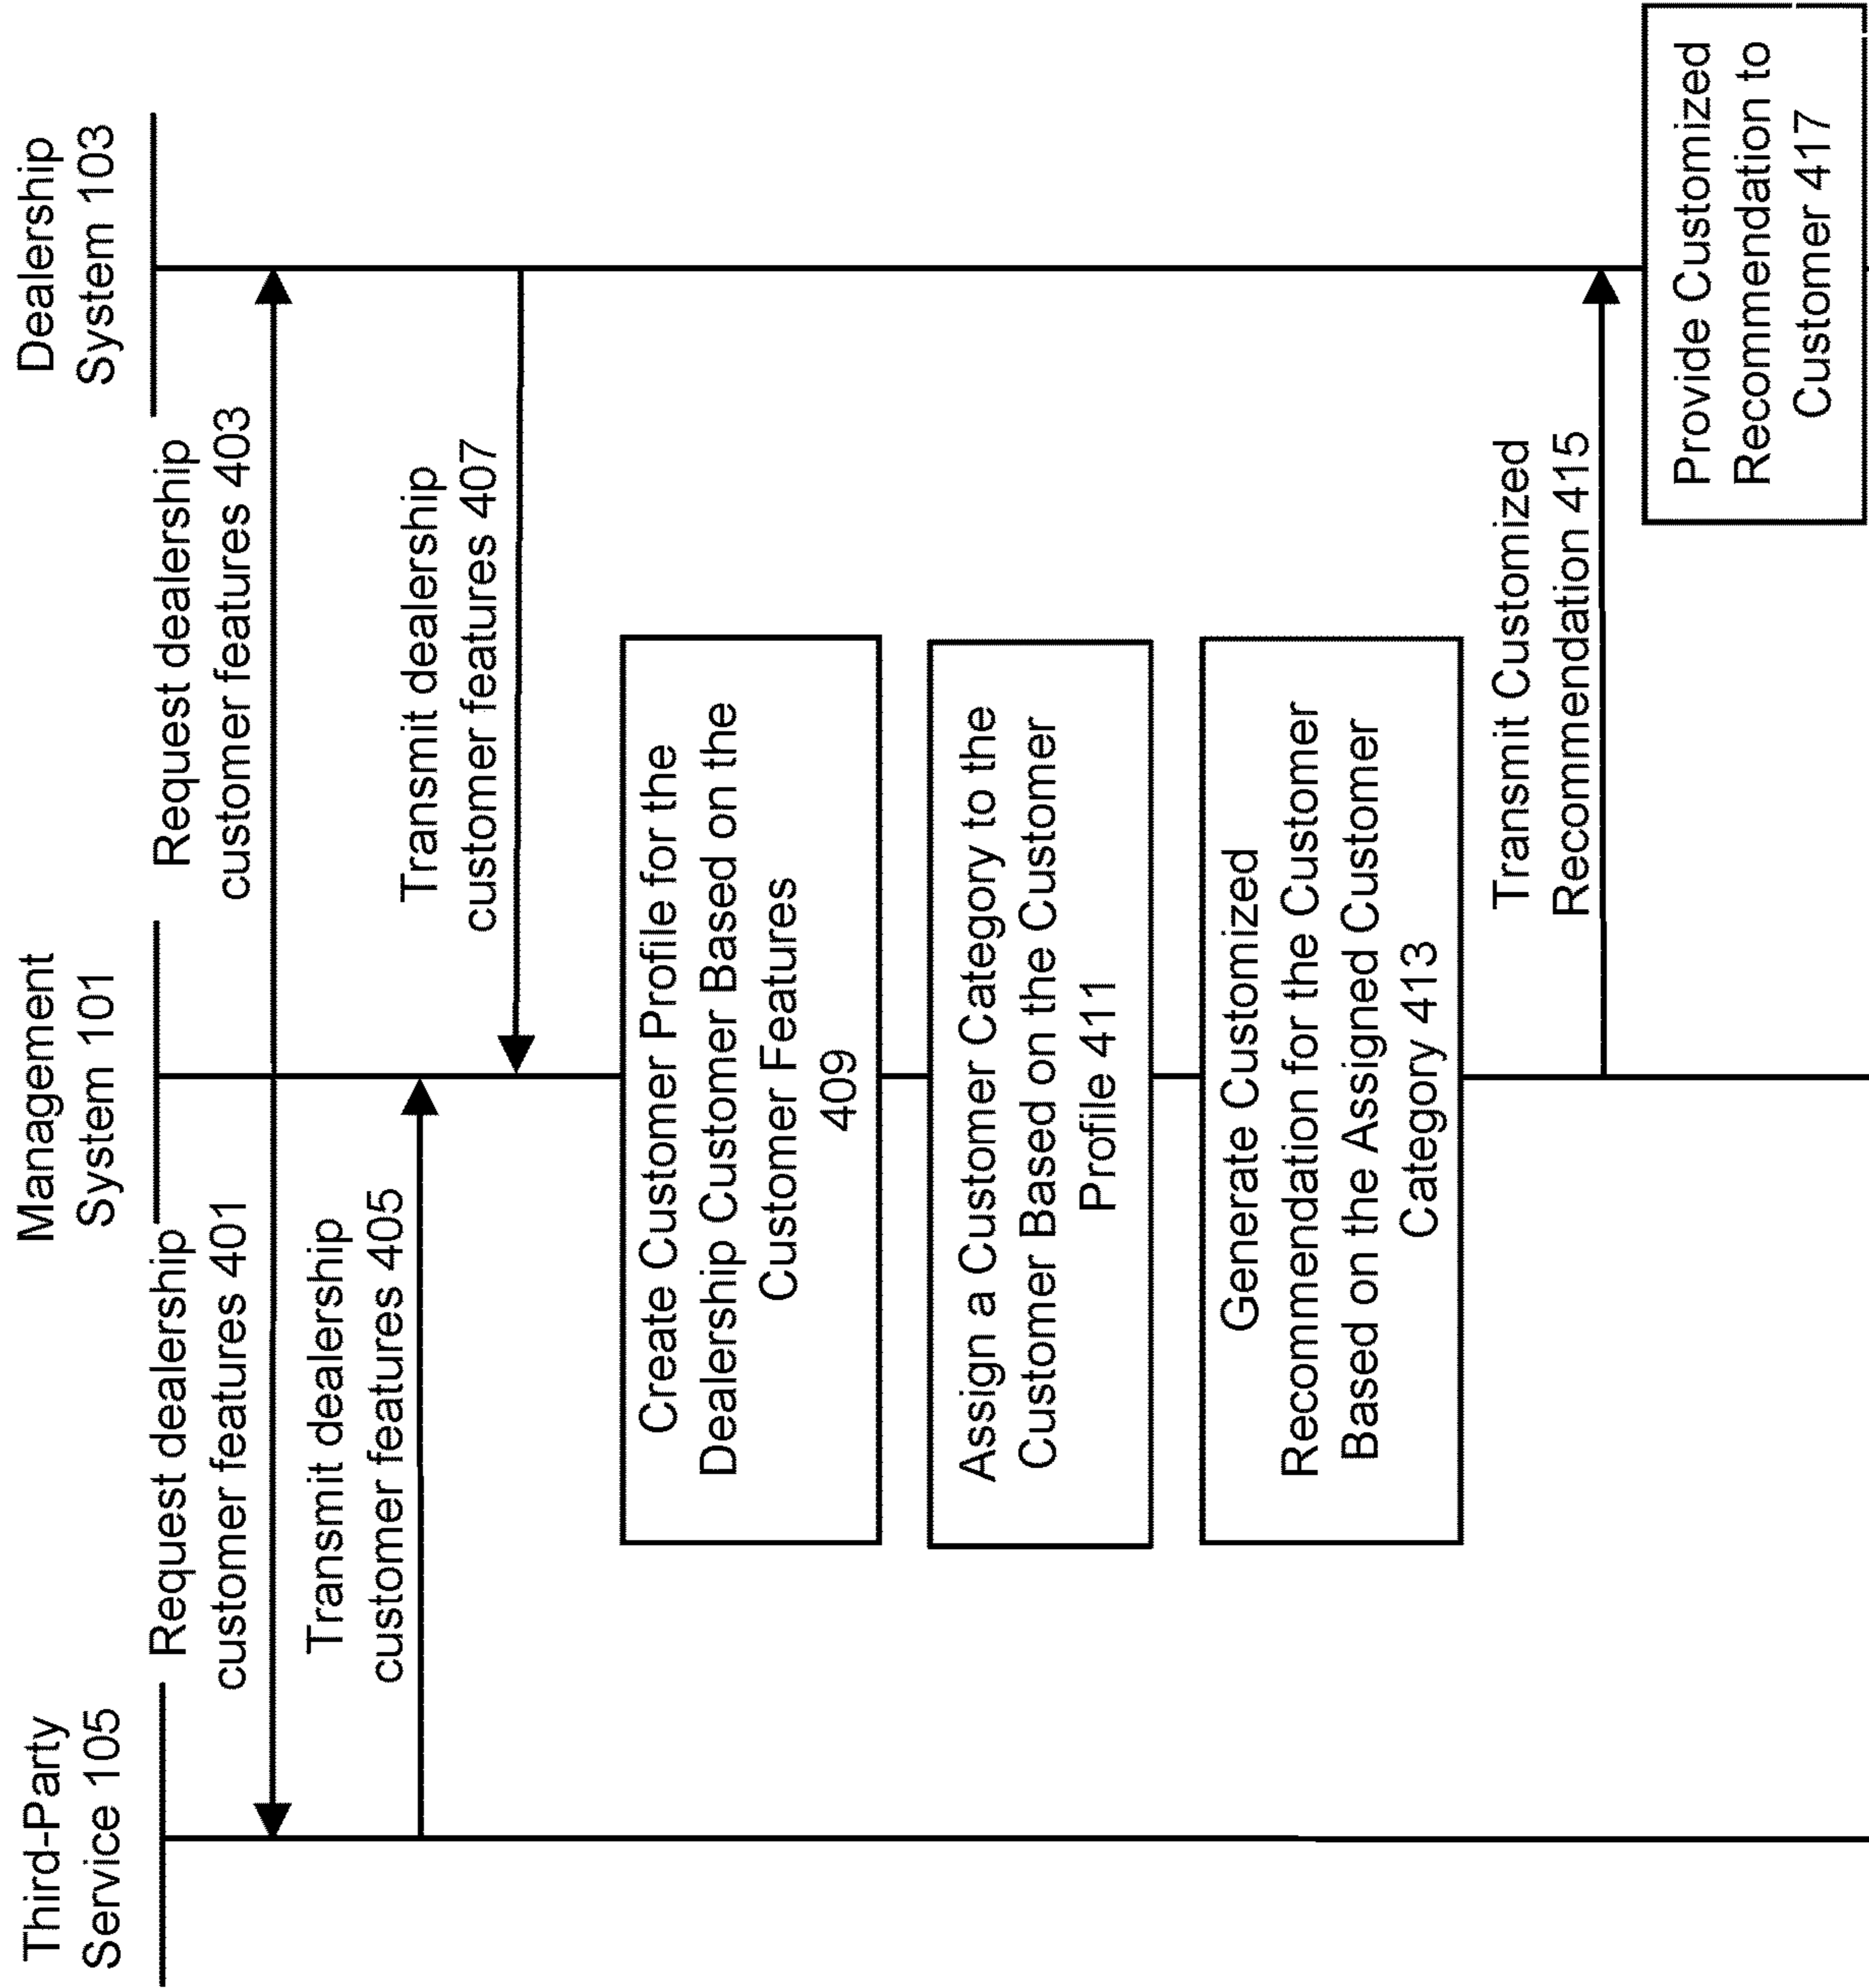 Third-Party
Service 105
Management
System 101
Dealership
System 103
Request dealership
customer features 401
Request dealership
customer features 403
Transmit dealership
customer features 405
Transmit dealership
customer features 407
Create Customer Profile for the
Dealership Customer Based on the
Customer Features
409
Assign a Customer Category to the
Customer Based on the Customer
Profile 411
Generate Customized
Recommendation for the Customer
Based on the Assigned Customer
Category 413
Transmit Customized
Recommendation 415
Provide Customized
Recommendation to
Customer 417